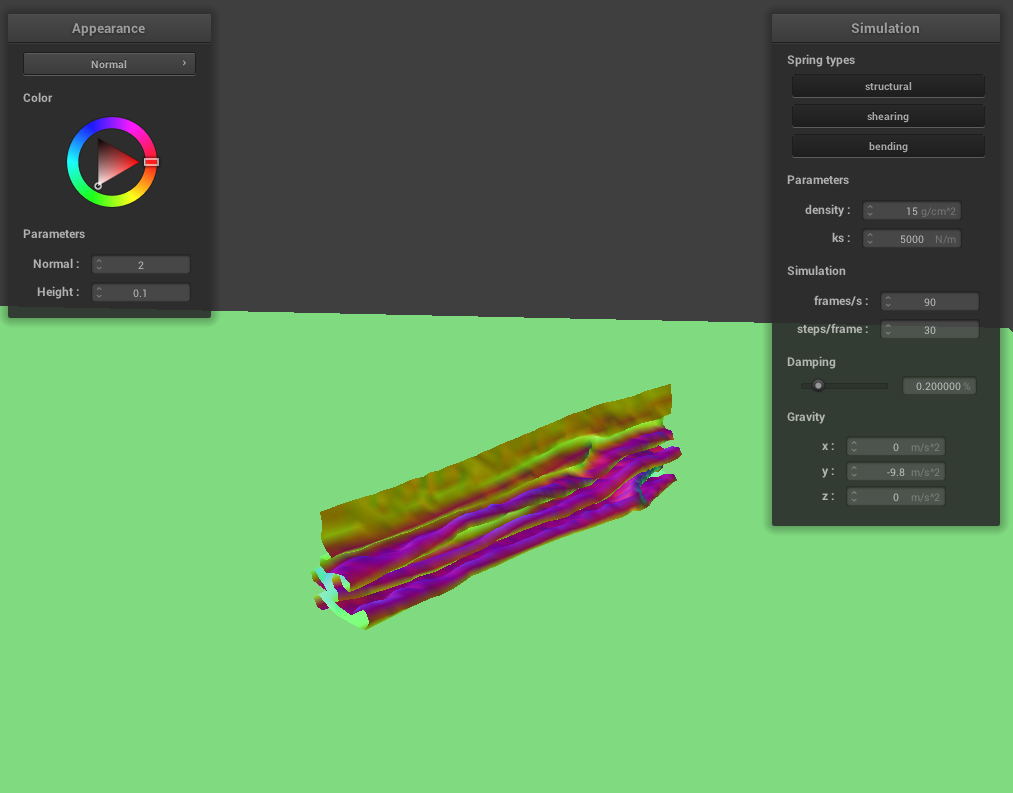 Appearance
Normal
Color
Parameters
Normal : 2
Height : 0.1
Simulation
Spring types
structural
shearing
bending
Parameters
density : 15 g/cm^2
ks : 5000 N/m
Simulation
frames/s : 90
steps/frame : 30
Damping
0.200000 %
Gravity
x : 0 m/s^2
y : -9.8 m/s^2
z : 0 m/s^2